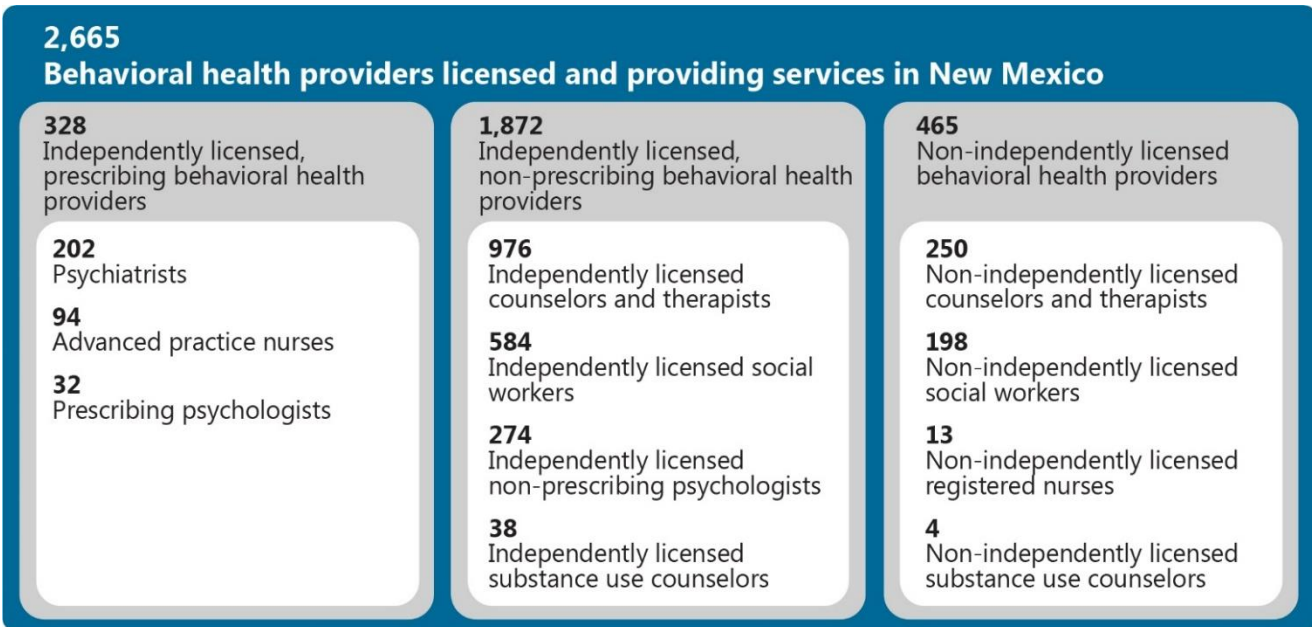 2,665
Behavioral health providers licensed and providing services in New Mexico
328
Independently licensed,
prescribing behavioral health
providers
202
Psychiatrists
94
Advanced practice nurses
32
Prescribing psychologists
1,872
Independently licensed,
non-prescribing behavioral health
providers
976
Independently licensed
counselors and therapists
584
Independently licensed social
workers
274
Independently licensed
non-prescribing psychologists
38
Independently licensed
substance use counselors
465
Non-independently licensed
behavioral health providers
250
Non-independently licensed
counselors and therapists
198
Non-independently licensed
social workers
13
Non-independently licensed
registered nurses
4
Non-independently licensed
substance use counselors